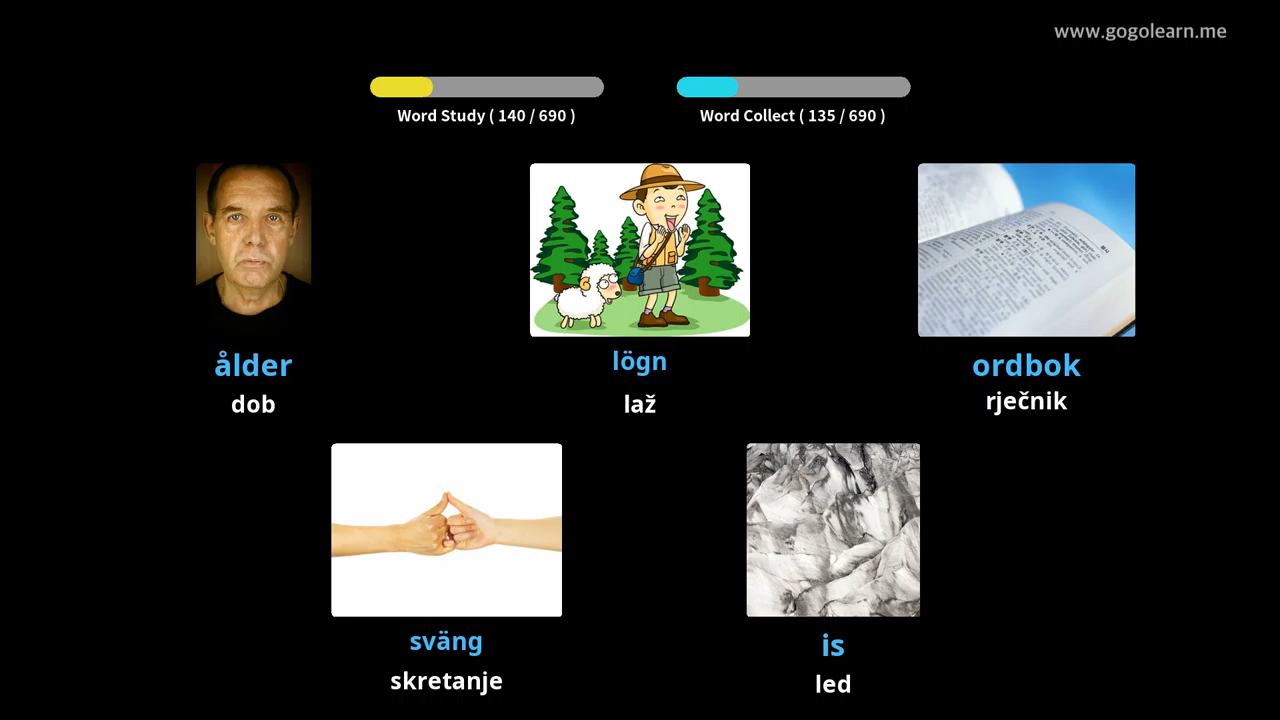 www.gogolearn.me
Word Study ( 140 / 690 )
Word Collect ( 135 / 690 )
ålder
dob
lögn
laž
ordbok
rječnik
sväng
skretanje
is
led